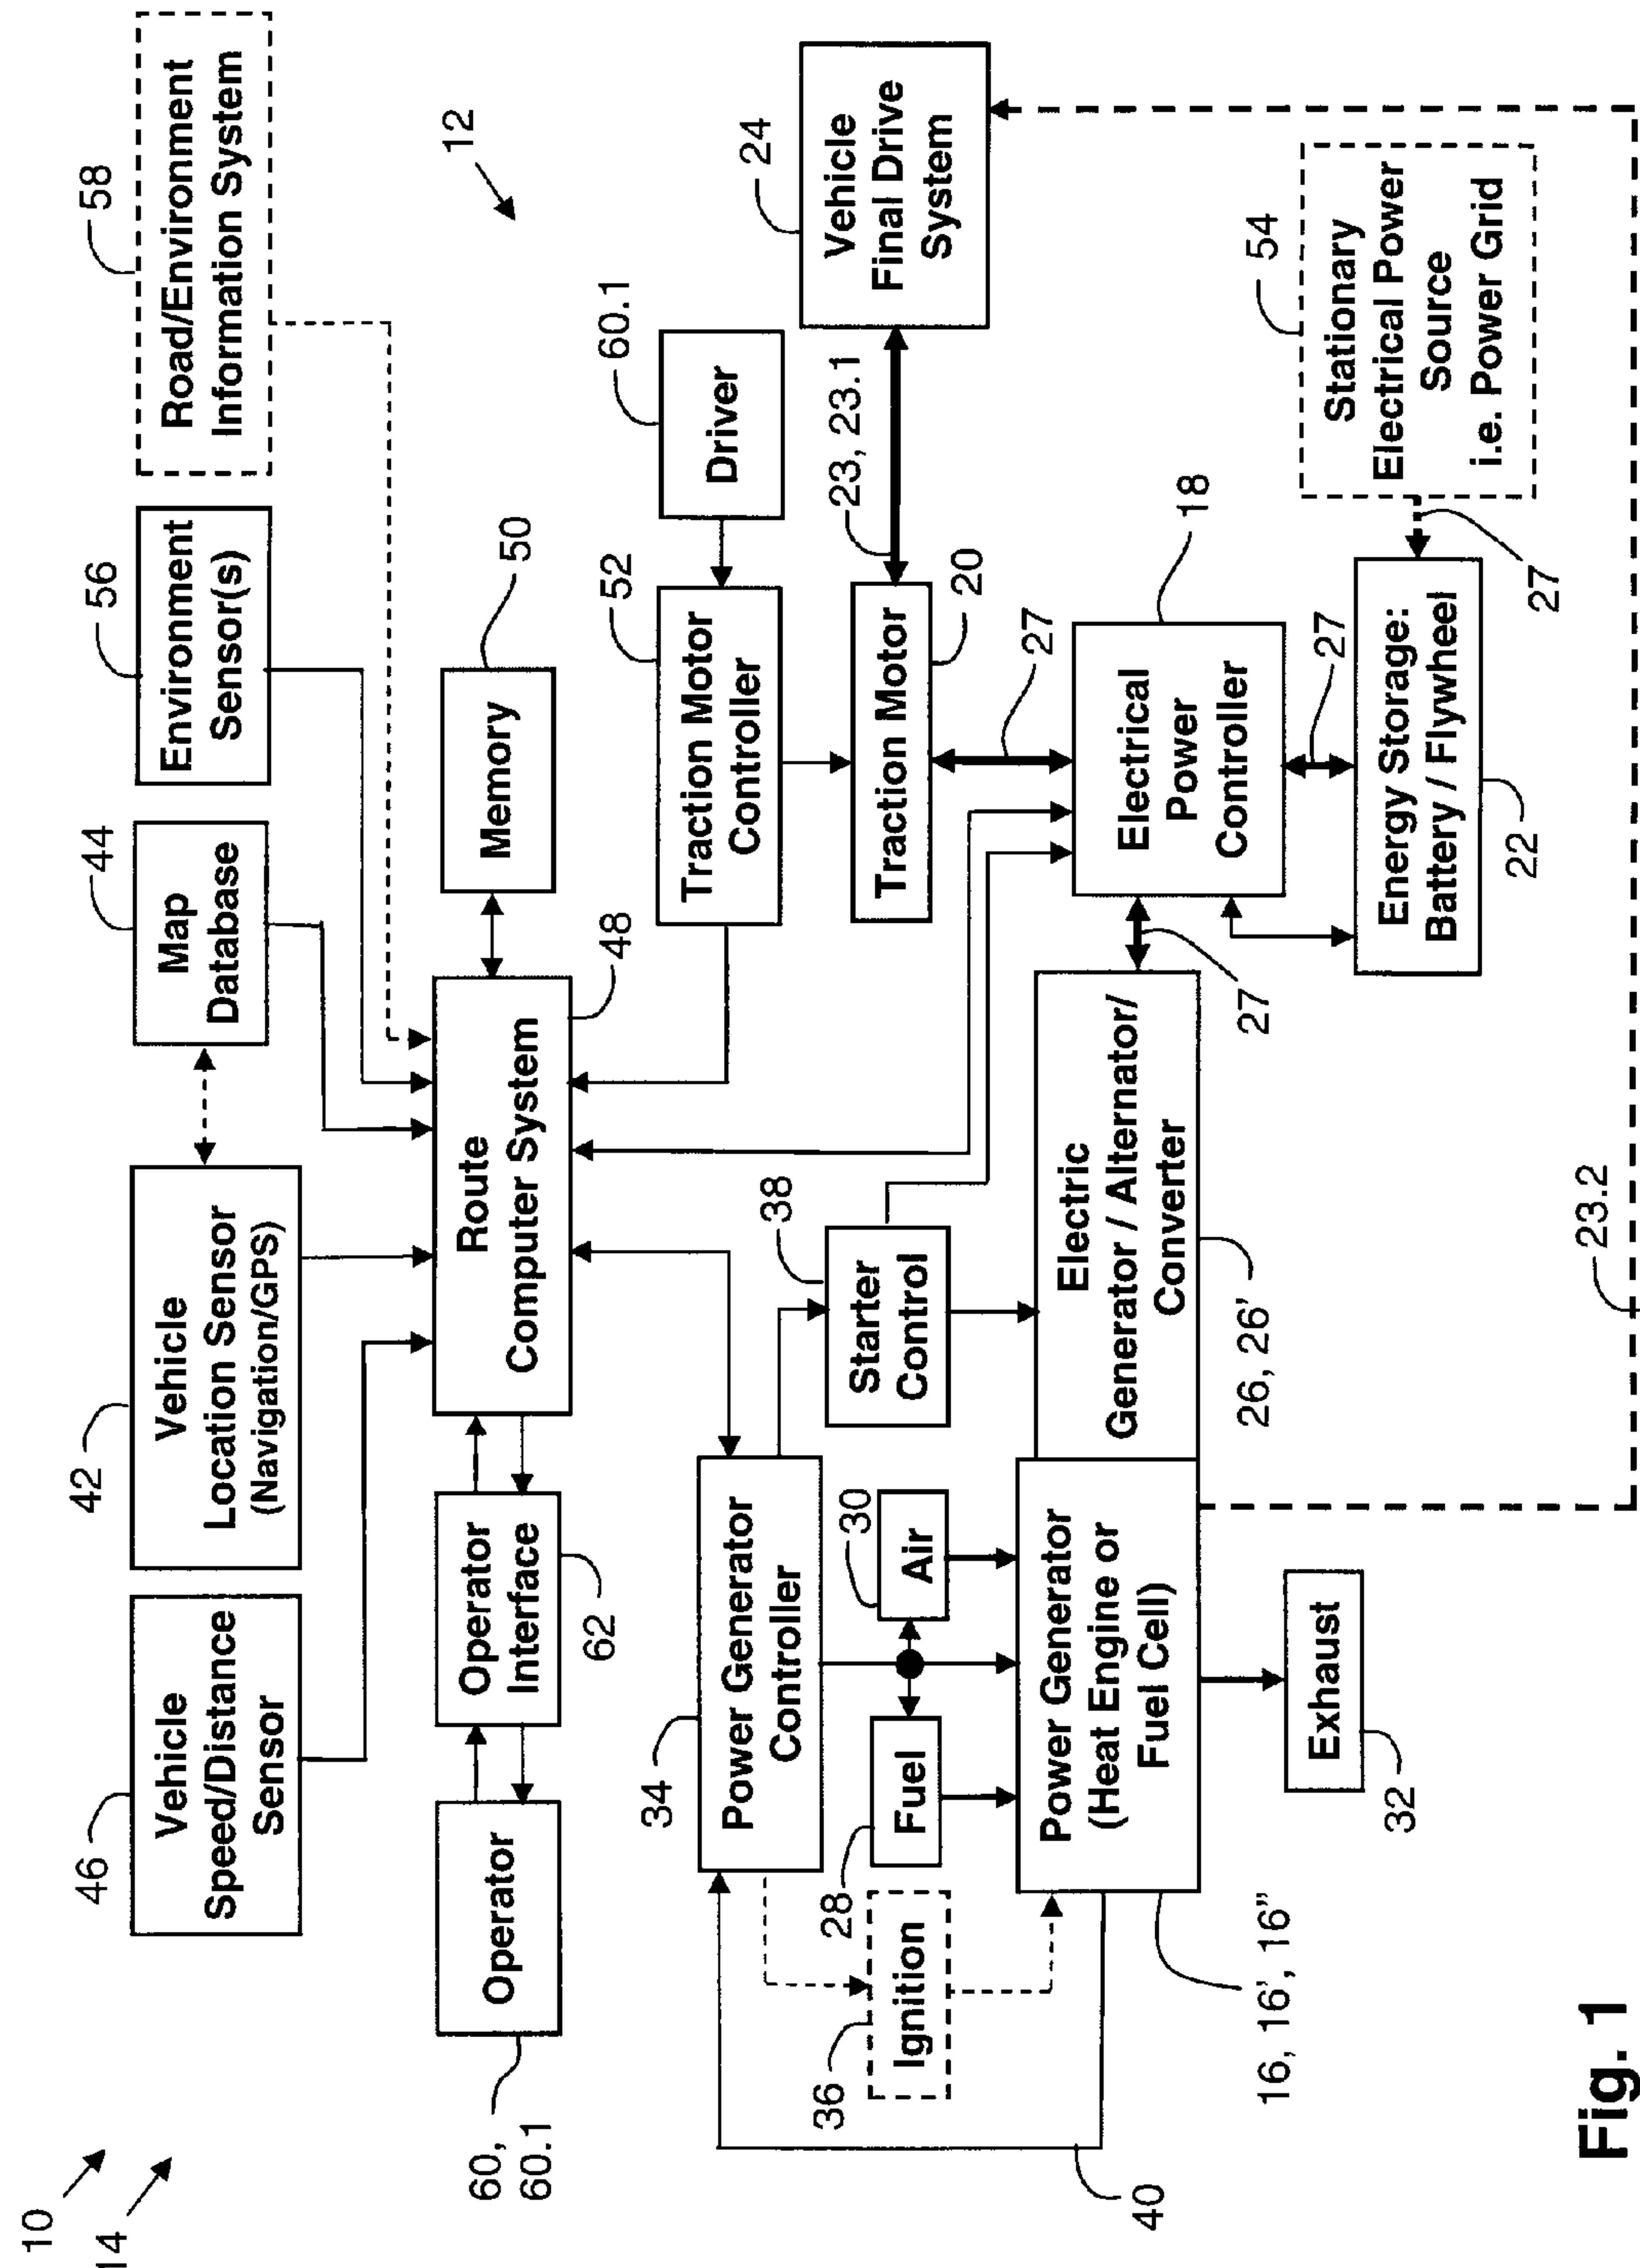 10
14
46
Vehicle
Speed/Distance
Sensor
42
Vehicle
Location Sensor
(Navigation/GPS)
44
Map
Database
56
Environment
Sensor(s)
58
Road/Environment
Information System
12
60,
60.1
Operator
Operator
Interface
62
Route
Computer System
48
Memory
50
34
Power Generator
Controller
38
Starter
Control
52
Traction Motor
Controller
Driver
60.1
36
Ignition
28
Fuel
30
Air
Traction Motor
20
23, 23.1
24
Vehicle
Final Drive
System
40
Power Generator
(Heat Engine or
Fuel Cell)
16, 16', 16”
Electric
Generator / Alternator/
Converter
26, 26'
27
27
Electrical
Power
Controller
18
27
32
Exhaust
Energy Storage:
Battery / Flywheel
22
27
54
Stationary
Electrical Power
Source
i.e. Power Grid
23.2
Fig. 1